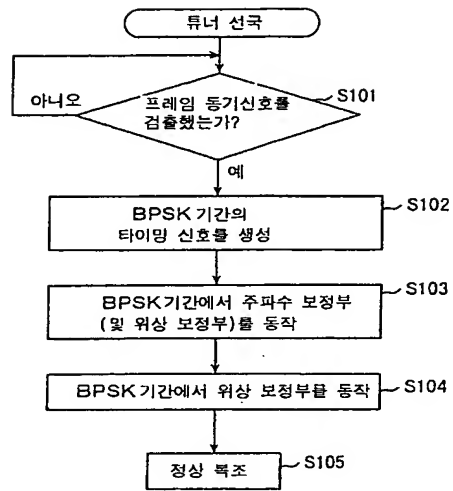 튜너 선국
프레임 동기신호를
검출했는가?
S101
아니오
예
BPSK 기간의
타이밍 신호를 생성
S102
BPSK기간에서 주파수 보정부
(및 위상 보정부)를 동작
S103
BPSK기간에서 위상 보정부를 동작
S104
정상 복조
S105